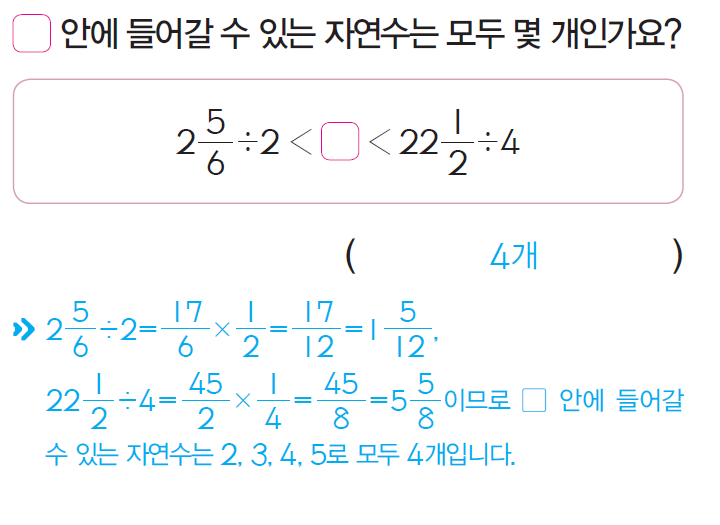 □ 안에 들어갈 수 있는 자연수는 모두 몇 개인가요?
2 5/6 ÷2 < □ < 22 1/2 ÷4
( 4개 )
» 2 5/6 ÷2= 17/6 × 1/2 = 17/12 =1 5/12,
22 1/2 ÷4= 45/2 × 1/4 = 45/8 =5 5/8 이므로 □ 안에 들어갈
수 있는 자연수는 2, 3, 4, 5로 모두 4개입니다.